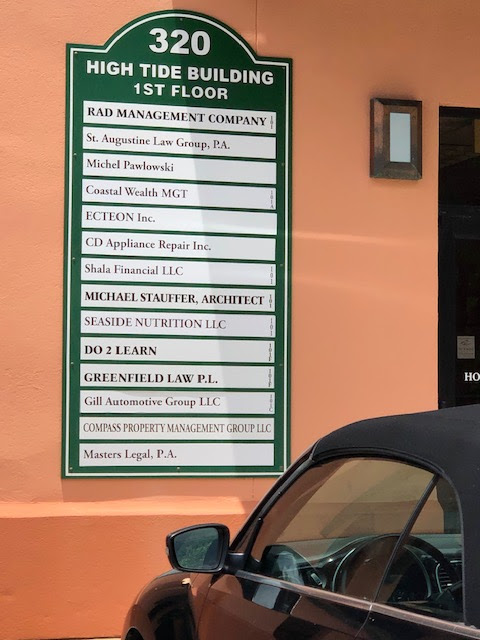 320
HIGH TIDE BUILDING
1ST FLOOR
RAD MANAGEMENT COMPANY
St. Augustine Law Group, P.A.
Michel Pawlowski
Coastal Wealth MGT
ECTEON Inc.
CD Appliance Repair Inc.
Shala Financial LLC
MICHAEL STAUFFER, ARCHITECT
SEASIDE NUTRITION LLC
DO 2 LEARN
GREENFIELD LAW P.L.
Gill Automotive Group LLC
COMPASS PROPERTY MANAGEMENT GROUP LLC
Masters Legal, P.A.
HO